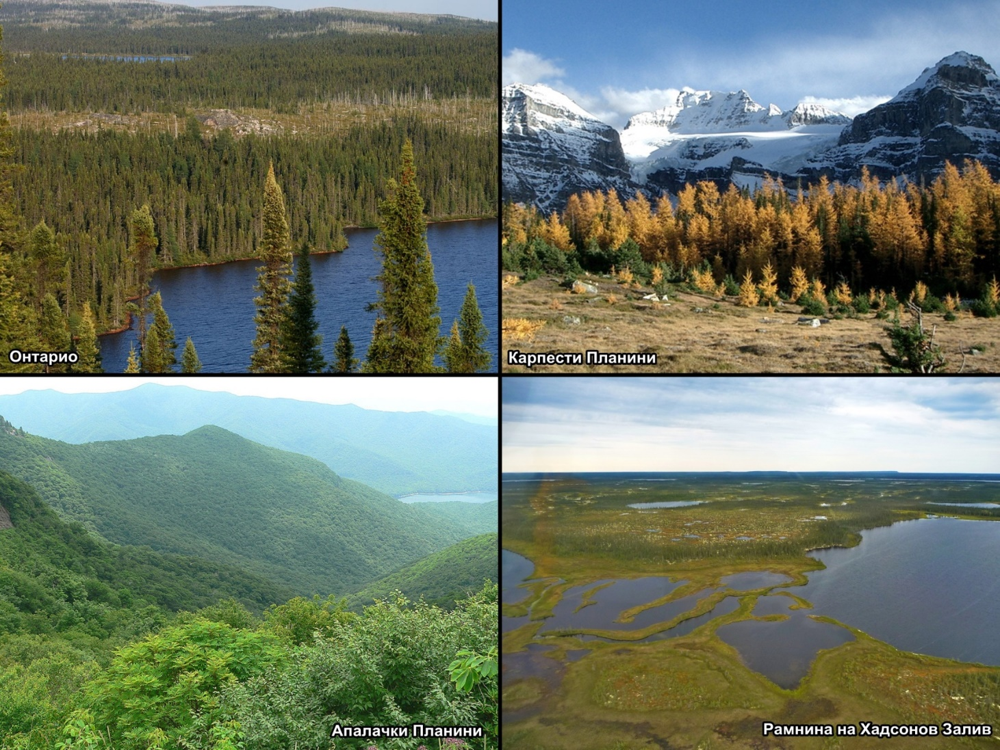 Онтарио
Карпести Планини
Апалачки Планини
Рамнина на Хадсонов Залив